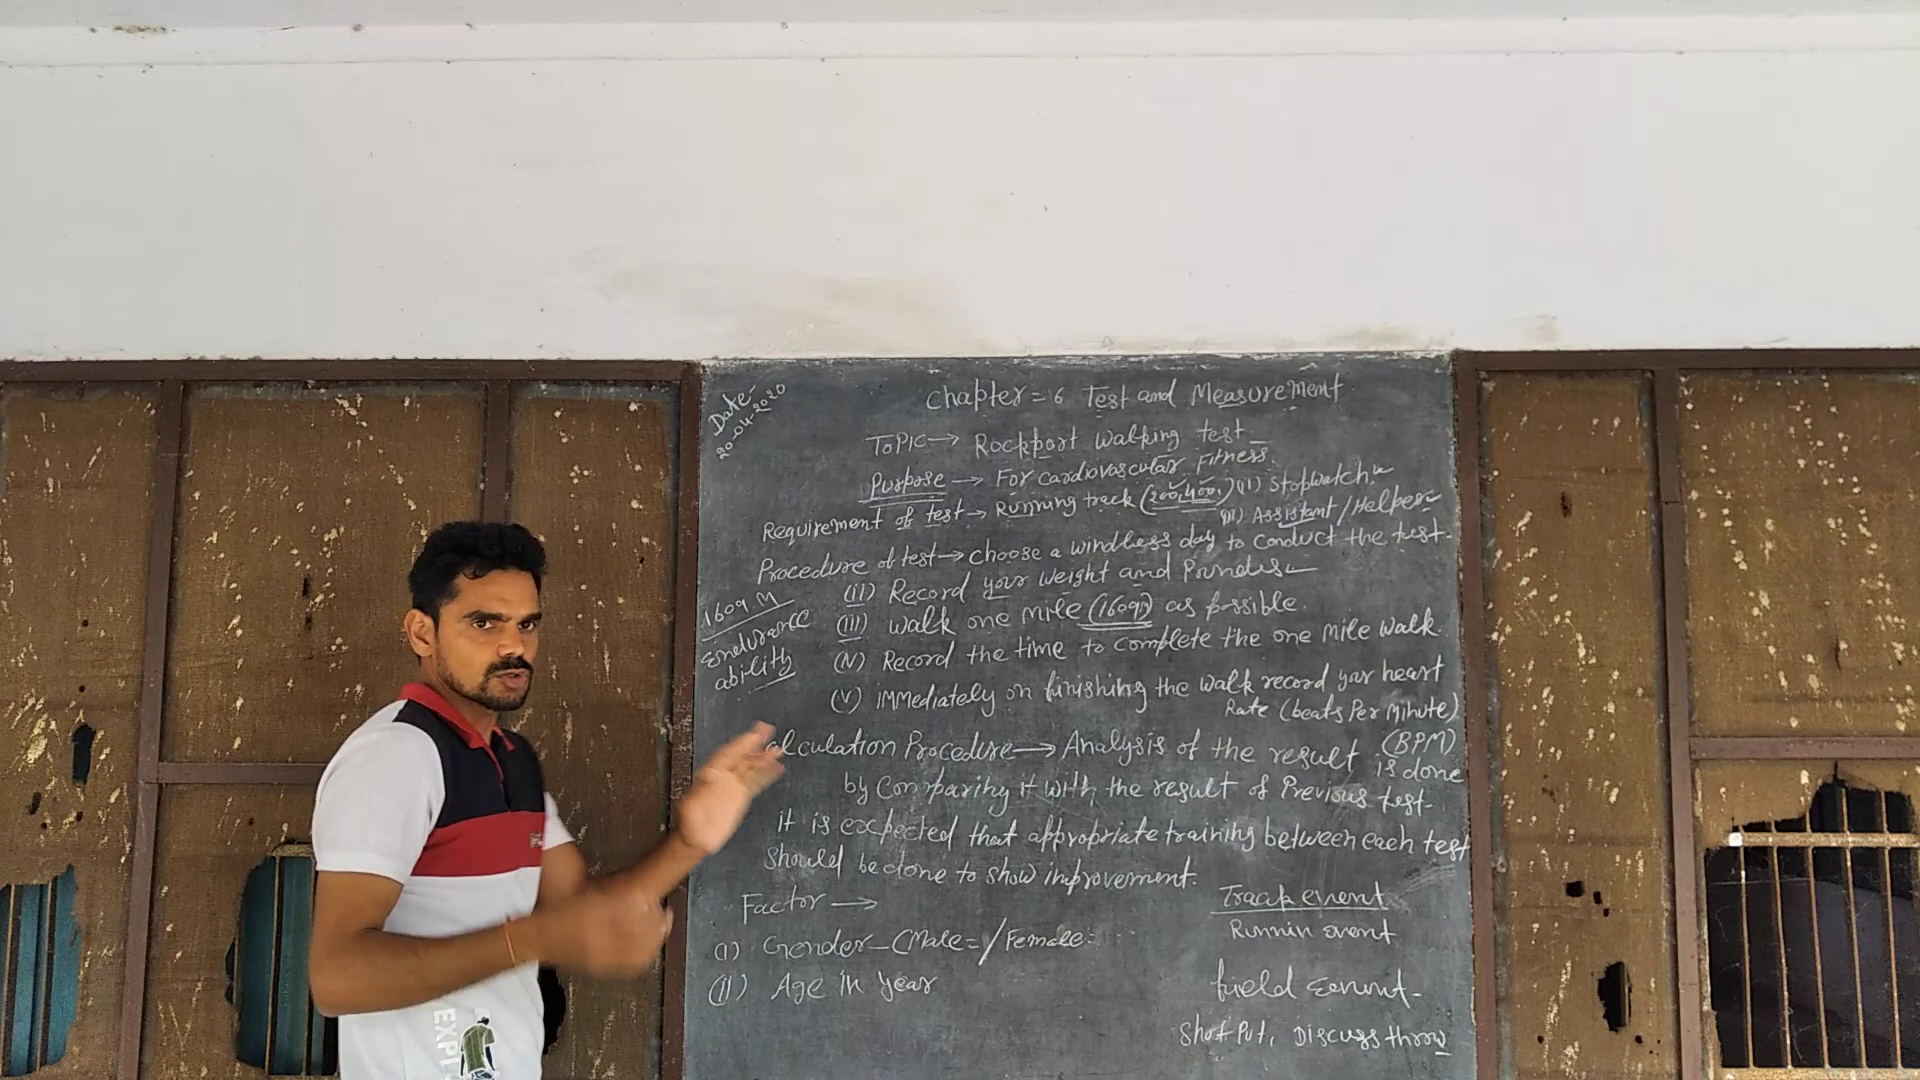 Date-
20-04-2020
Chapter=6 Test and Measurement
Topic→ Rockport walking test
Purpose → For cardiovascular Fitness.
Requirement of test→ Running track (200,400,) (II) Stopwatch
(III) Assistant/Helper
Procedure of test→ choose a windless day to conduct the test.
(II) Record your weight and Poundes
(III) walk one mile (1609m) as possible.
(IV) Record the time to complete the one mile walk.
(V) immediately on finishing the walk record your heart
Rate (beats Per Minute)
(BPM)
1609 M
Endurance
ability
alculation Procedure→ Analysis of the result is done
by Comparihy it with the result of Previous test-
it is excpected that appropriate training between each test
should be done to show improvement.
Factor →
(I) Gender-(Male=/Female=
(II) Age in year
Track event
Runnin event
field
Shot Put, Discuss throw
EXPL